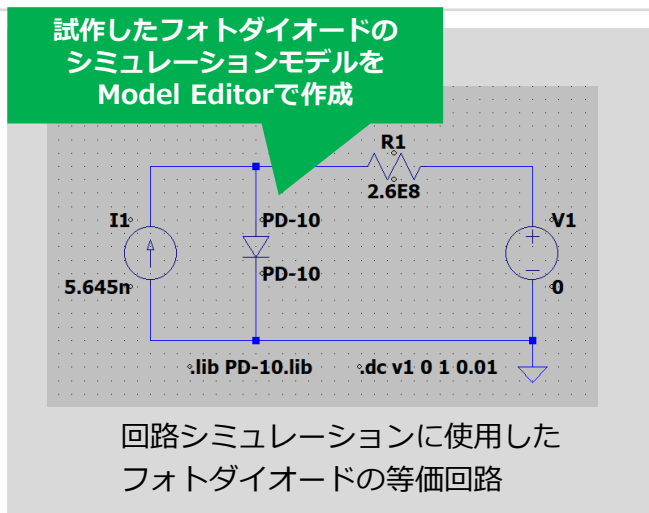 試作したフォトダイオードの
シミュレーションモデルを
Model Editorで作成
R1
2.6E8
I1
PD-10
V1
PD-10
5.645n
0
.lib PD-10.lib
.dc v1 0 1 0.01
回路シミュレーションに使用した
フォトダイオードの等価回路